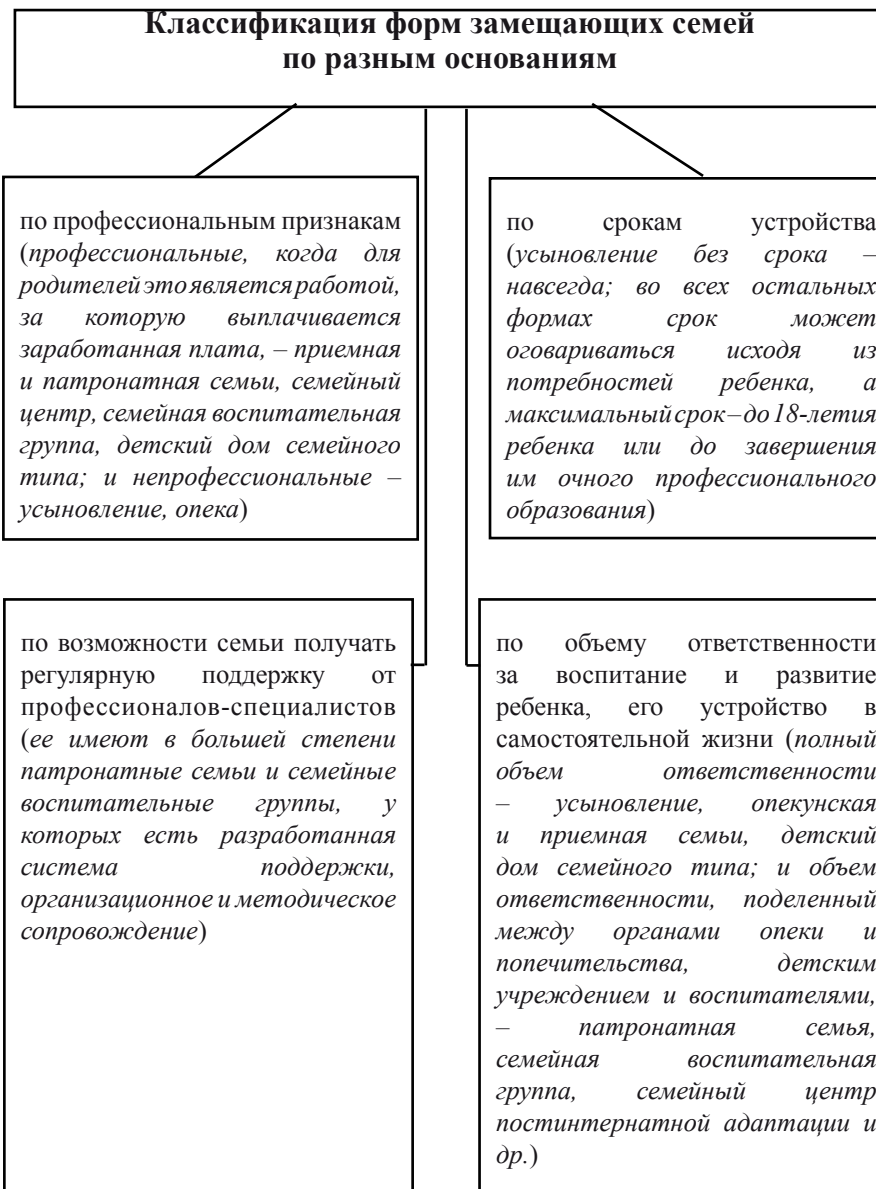 Классификация форм замещающих семей
по разным основаниям
по профессиональным признакам
(профессиональные, когда для
родителей это является работой,
за которую выплачивается
заработанная плата, – приемная
и патронатная семьи, семейный
центр, семейная воспитательная
группа, детский дом семейного
типа; и непрофессиональные –
усыновление, опека)
по срокам устройства
(усыновление без срока –
навсегда; во всех остальных
формах срок может
оговариваться исходя из
потребностей ребенка, а
максимальный срок – до 18-летия
ребенка или до завершения
им очного профессионального
образования)
по возможности семьи получать
регулярную поддержку от
профессионалов-специалистов
(ее имеют в большей степени
патронатные семьи и семейные
воспитательные группы, у
которых есть разработанная
система поддержки,
организационное и методическое
сопровождение)
по объему ответственности
за воспитание и развитие
ребенка, его устройство в
самостоятельной жизни (полный
объем ответственности
– усыновление, опекунская
и приемная семьи, детский
дом семейного типа; и объем
ответственности, поделенный
между органами опеки и
попечительства, детским
учреждением и воспитателями,
– патронатная семья,
семейная воспитательная
группа, семейный центр
постинтернатной адаптации и
др.)